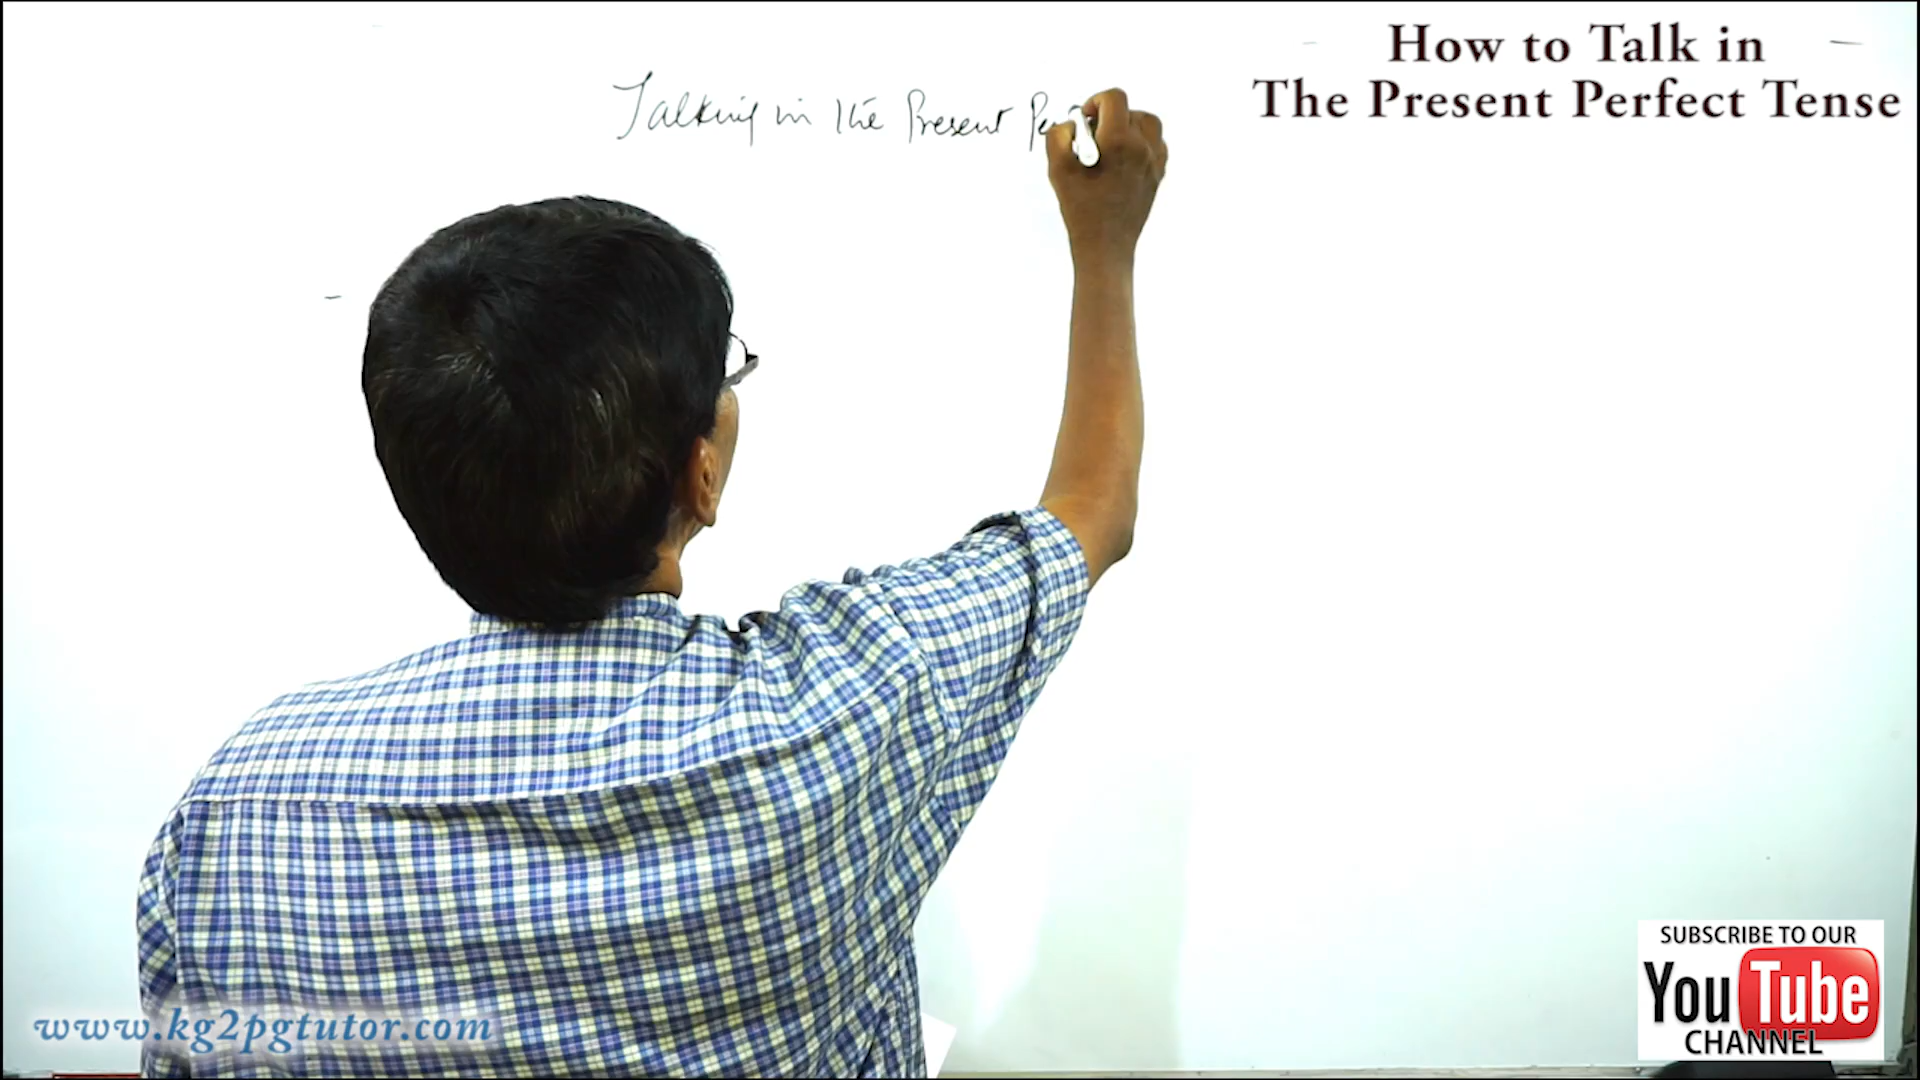 How to Talk in
The Present Perfect Tense
Talking in the Present Per
www.kg2pgtutor.com
SUBSCRIBE TO OUR
YouTube
CHANNEL